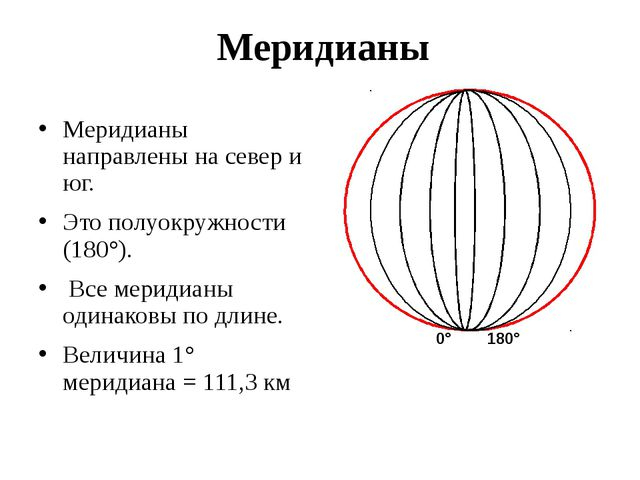 Меридианы
• Меридианы
направлены на север и
юг.
• Это полуокружности
(180°).
• Все меридианы
одинаковы по длине.
• Величина 1°
меридиана = 111,3 км
0° 180°